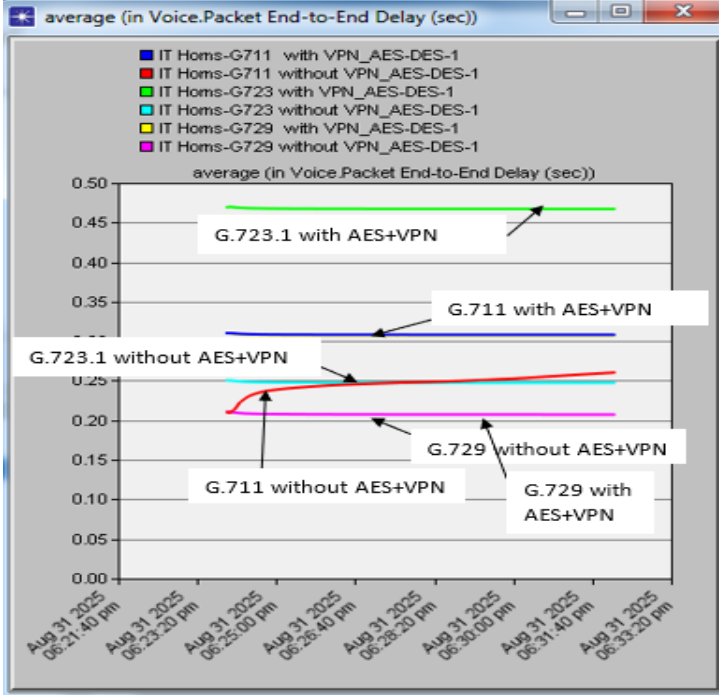 average (in Voice.Packet End-to-End Delay (sec))
IT Homs-G711 with VPN_AES-DES-1
IT Homs-G711 without VPN_AES-DES-1
IT Homs-G723 with VPN_AES-DES-1
IT Homs-G723 without VPN_AES-DES-1
IT Homs-G729 with VPN_AES-DES-1
IT Homs-G729 without VPN_AES-DES-1
average (in Voice.Packet End-to-End Delay (sec))
0.50
0.45
G.723.1 with AES+VPN
0.40
0.35
G.711 with AES+VPN
G.723.1 without AES+VPN
0.25
0.20
G.729 without AES+VPN
0.15
G.711 without AES+VPN
G.729 with
AES+VPN
0.10
0.05
0.00
Aug 31 2025
06:21:40 pm
Aug 31 2025
06:23:20 pm
Aug 31 2025
06:25:00 pm
Aug 31 2025
06:26:40 pm
Aug 31 2025
06:28:20 pm
Aug 31 2025
06:30:00 pm
Aug 31 2025
06:31:40 pm
Aug 31 2025
06:33:20 pm